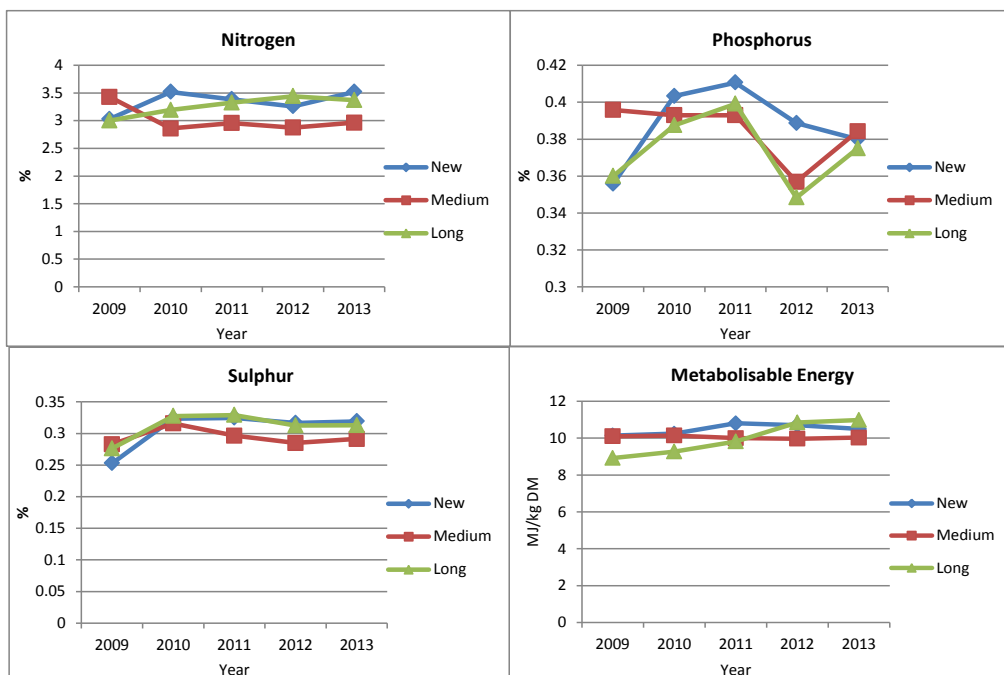 Nitrogen
4
3.5
3
2.5
2
1.5
1
0.5
0
%
2009 2010 2011 2012 2013
Year
New
Medium
Long
Phosphorus
0.42
0.4
0.38
0.36
0.34
0.3
%
2009 2010 2011 2012 2013
Year
New
Medium
Long
Sulphur
0.35
0.3
0.25
0.2
0.15
0.1
0.05
0
%
2009 2010 2011 2012 2013
Year
New
Medium
Long
Metabolisable Energy
12
10
8
6
4
2
0
MJ/kg DM
2009 2010 2011 2012 2013
Year
New
Medium
Long